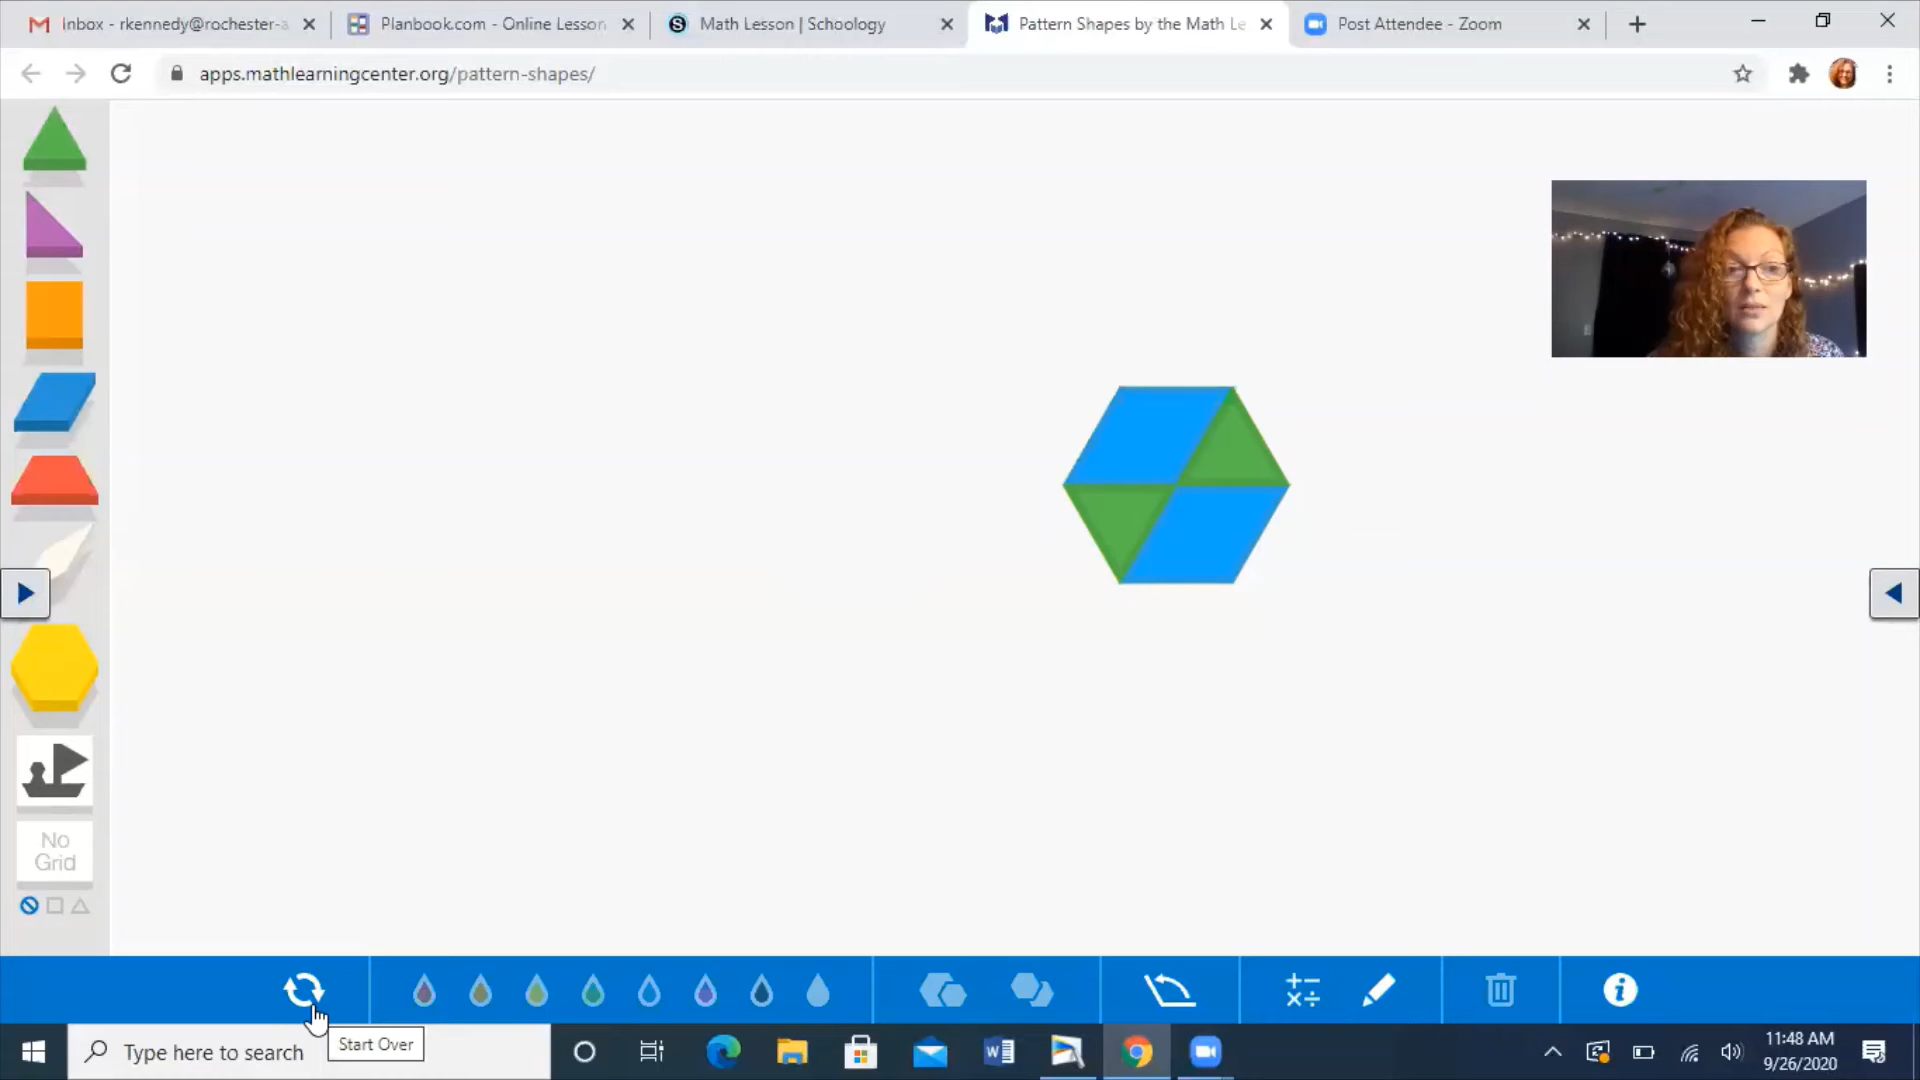 Inbox - rkennedy@rochester-
Planbook.com - Online Lesson
Math Lesson | Schoology
Pattern Shapes by the Math Le
Post Attendee - Zoom
apps.mathlearningcenter.org/pattern-shapes/
No
Grid
Start Over
Type here to search
11:48 AM
9/26/2020